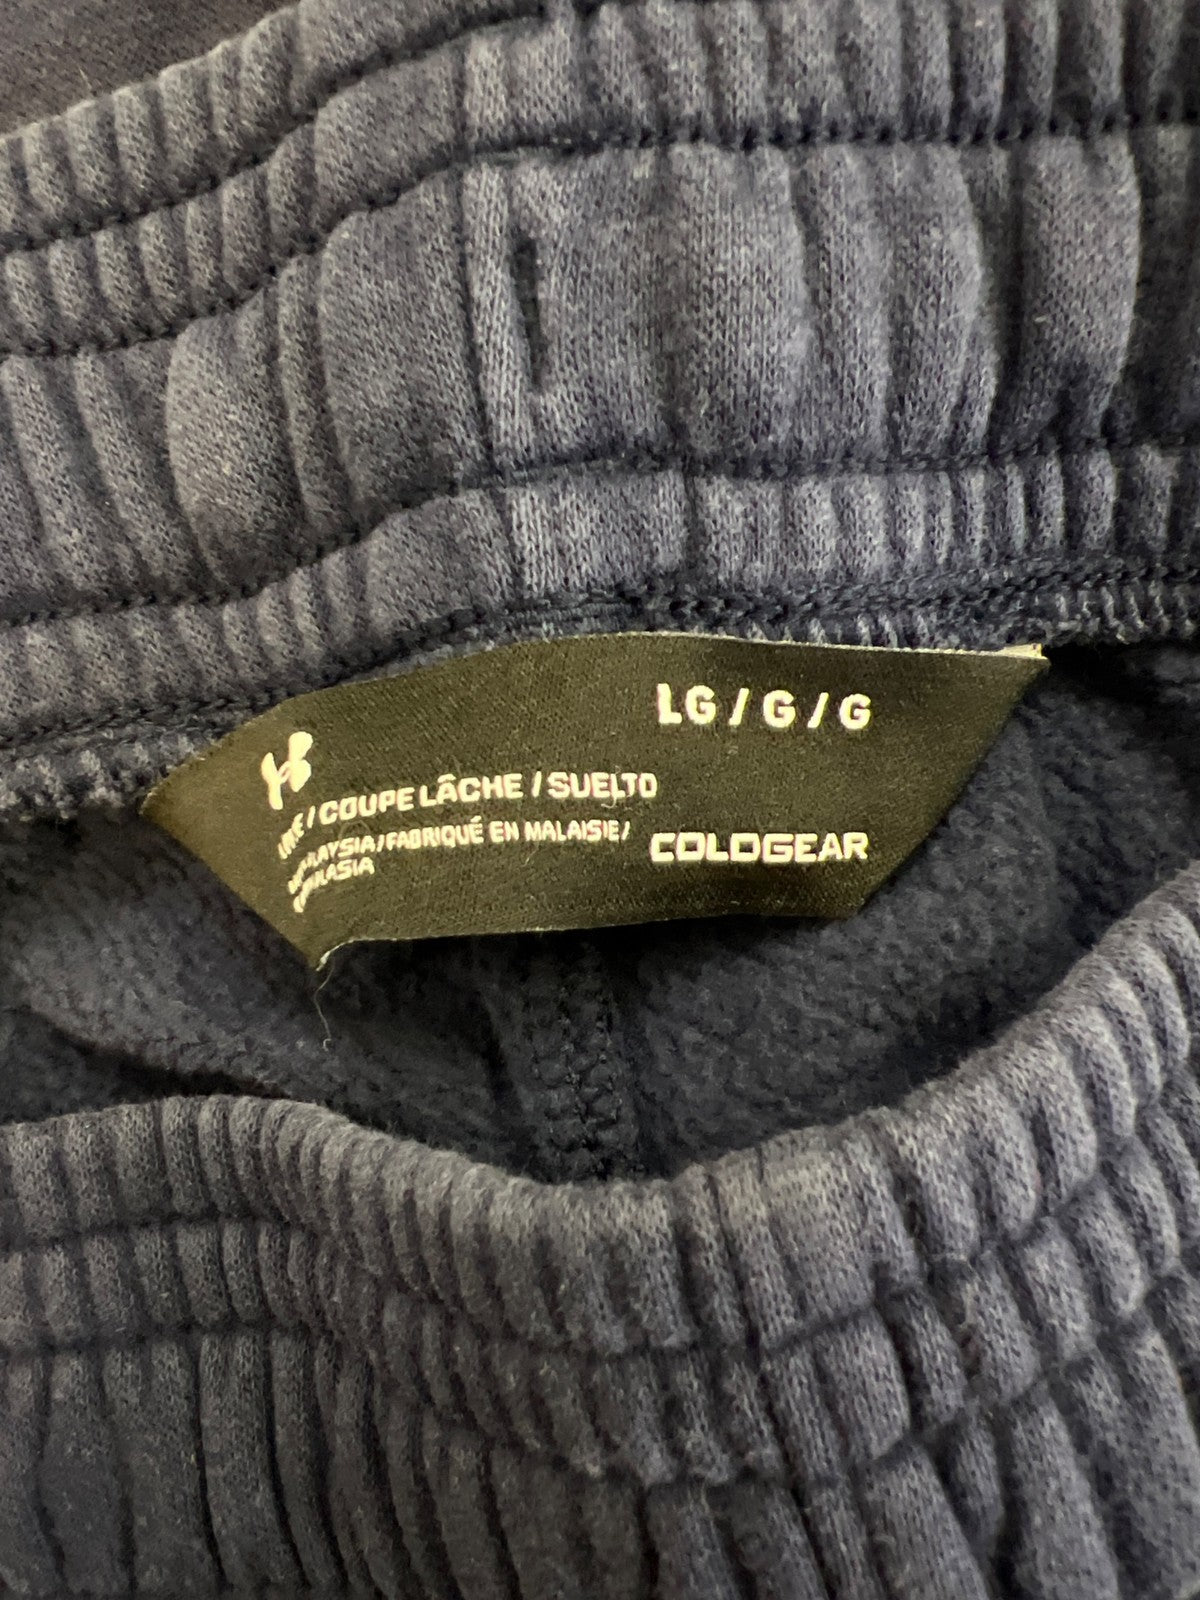 LG / G / G
/ COUPE LÂCHE / SUELTO
/ FABRIQUÉ EN MALAISIE /
COLDGEAR